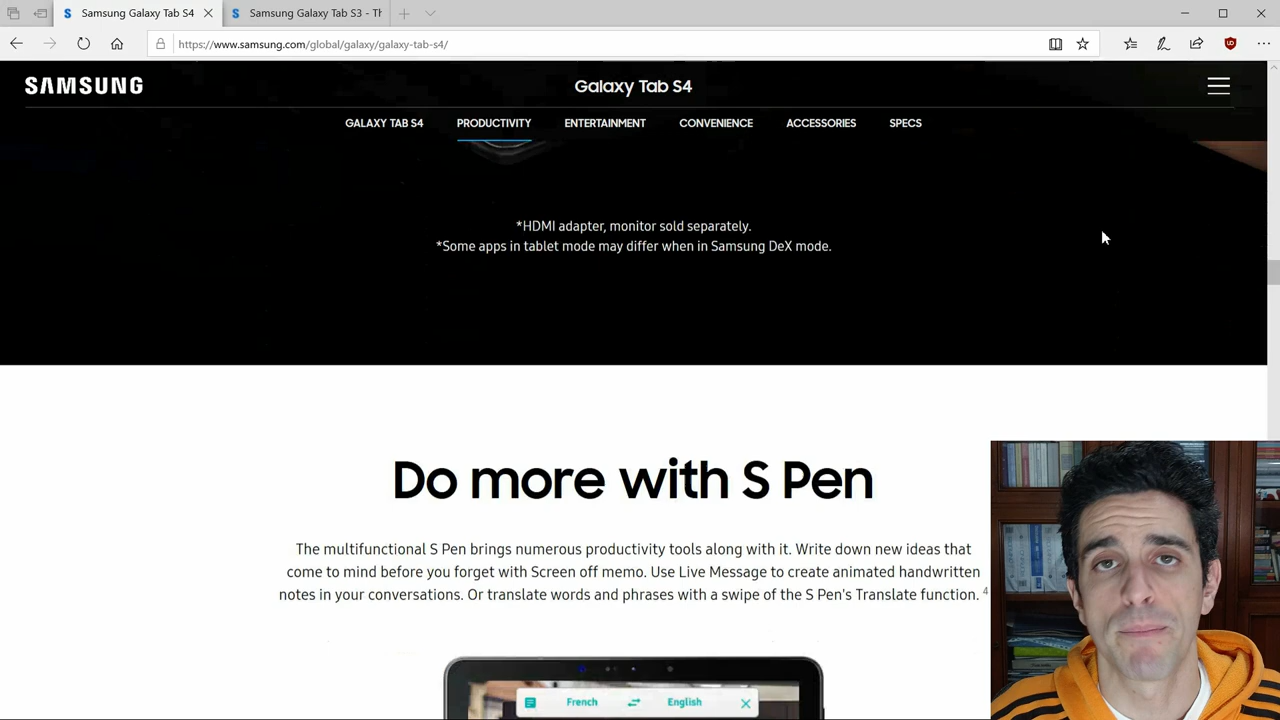 Samsung Galaxy Tab S4
Samsung Galaxy Tab S3 - Th
https://www.samsung.com/global/galaxy/galaxy-tab-s4/
SAMSUNG
Galaxy Tab S4
GALAXY TAB S4
PRODUCTIVITY
ENTERTAINMENT
CONVENIENCE
ACCESSORIES
SPECS
*HDMI adapter, monitor sold separately.
*Some apps in tablet mode may differ when in Samsung DeX mode.
Do more with S Pen
The multifunctional S Pen brings numerous productivity tools along with it. Write down new ideas that
come to mind before you forget with Screen off memo. Use Live Message to create animated handwritten
notes in your conversations. Or translate words and phrases with a swipe of the S Pen's Translate function. 4
French
English